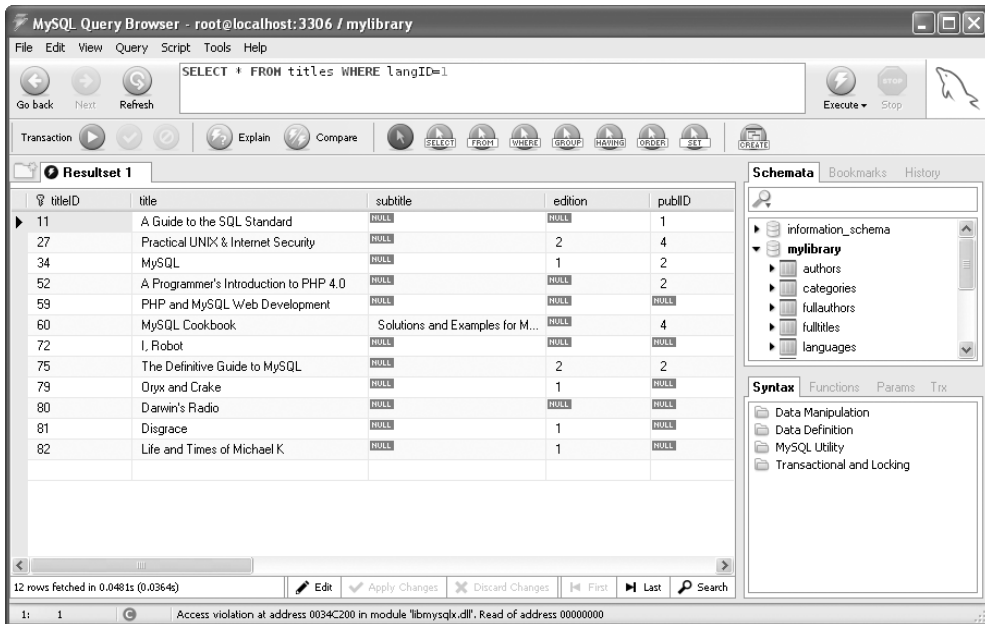 MySQL Query Browser - root@localhost:3306 / mylibrary
File Edit View Query Script Tools Help
SELECT * FROM titles WHERE langID=1
Go back Next Refresh Execute Stop
STOP
Transaction Explain Compare SELECT FROM WHERE GROUP HAVING ORDER SET CREATE
Resultset 1
titleID title subtitle edition publID
11 A Guide to the SQL Standard NULL NULL 1
27 Practical UNIX & Internet Security NULL 2 4
34 MySQL NULL 1 2
52 A Programmer's Introduction to PHP 4.0 NULL NULL 2
59 PHP and MySQL Web Development NULL NULL NULL
60 MySQL Cookbook Solutions and Examples for M... NULL 4
72 I, Robot NULL NULL NULL
75 The Definitive Guide to MySQL NULL 2 2
79 Oryx and Crake NULL 1 NULL
80 Darwin's Radio NULL NULL NULL
81 Disgrace NULL 1 NULL
82 Life and Times of Michael K NULL 1 NULL
Schemata Bookmarks History
information_schema
mylibrary
authors
categories
fullauthors
fulltitles
languages
Syntax Functions Params Trx
Data Manipulation
Data Definition
MySQL Utility
Transactional and Locking
12 rows fetched in 0.0481s (0.0364s) Edit Apply Changes Discard Changes First Last Search
1: 1 Access violation at address 0034C200 in module 'libmysqlx.dll'. Read of address 00000000